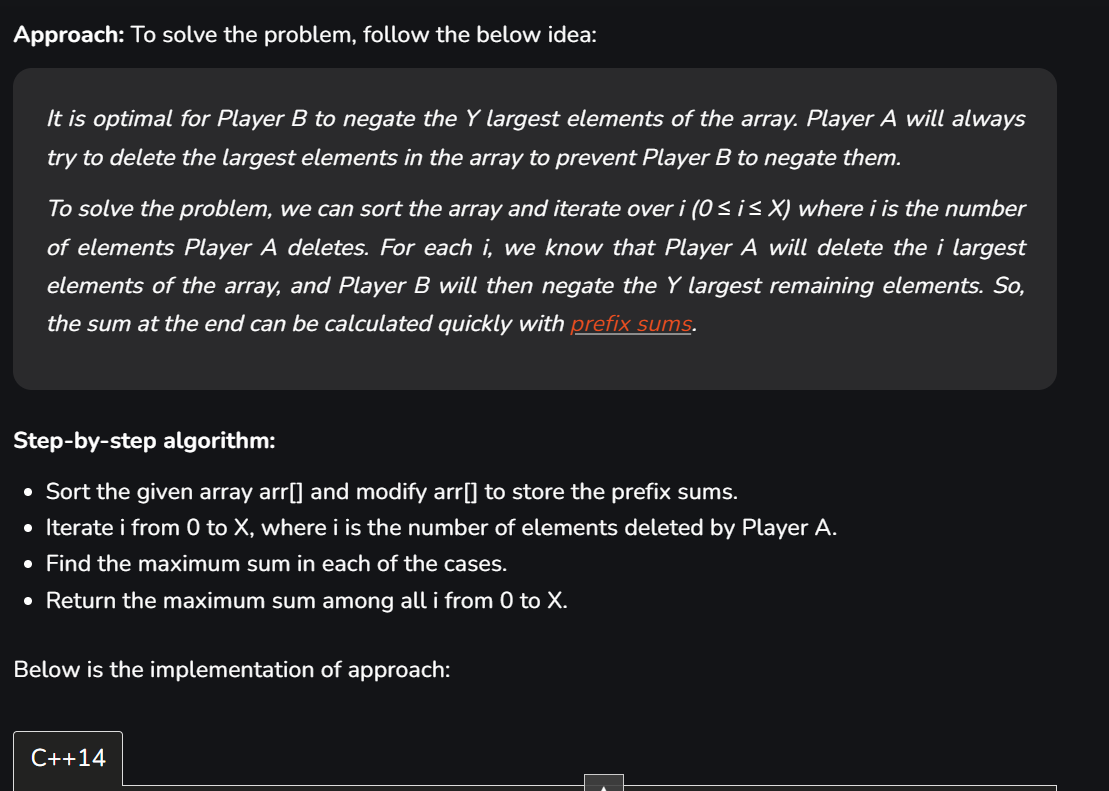 Approach: To solve the problem, follow the below idea:
It is optimal for Player B to negate the Y largest elements of the array. Player A will always
try to delete the largest elements in the array to prevent Player B to negate them.
To solve the problem, we can sort the array and iterate over i (0 ≤ i ≤ X) where i is the number
of elements Player A deletes. For each i, we know that Player A will delete the i largest
elements of the array, and Player B will then negate the Y largest remaining elements. So,
the sum at the end can be calculated quickly with prefix sums.
Step-by-step algorithm:
• Sort the given array arr[] and modify arr[] to store the prefix sums.
• Iterate i from 0 to X, where i is the number of elements deleted by Player A.
• Find the maximum sum in each of the cases.
• Return the maximum sum among all i from 0 to X.
Below is the implementation of approach:
C++14